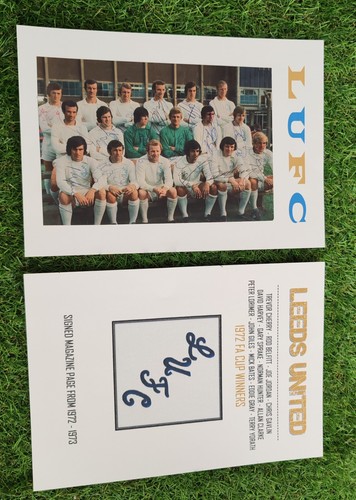 LUFC
LEEDS UNITED
TREVOR CHERRY - ROD BELFITT - JOE JORDAN - CHRIS GALVIN
DAVID HARVEY - GARY SPRAKE - NORMAN HUNTER - ALLAN CLARKE
PETER LORIMER - JOHN GILES - MICK BATES - EDDIE GRAY - TERRY YORATH
1972 FA CUP WINNERS
LUFC
SIGNED MAGAZINE PAGE FROM 1972 - 1973